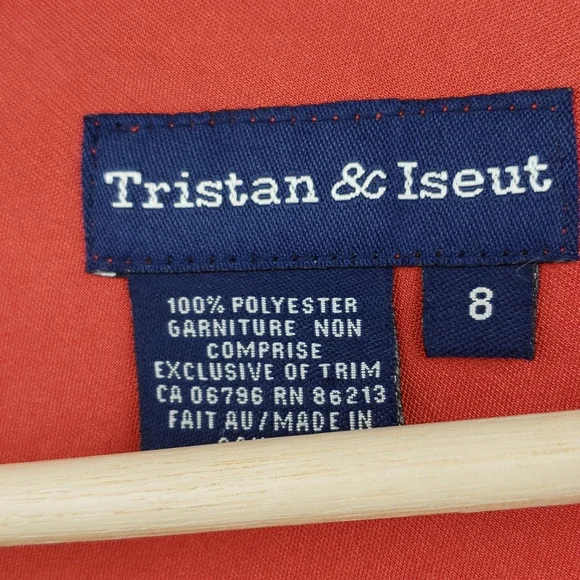 Tristan & Iseut
8
100% POLYESTER
GARNITURE NON
COMPRISE
EXCLUSIVE OF TRIM
CA 06796 RN 86213
FAIT AU/MADE IN